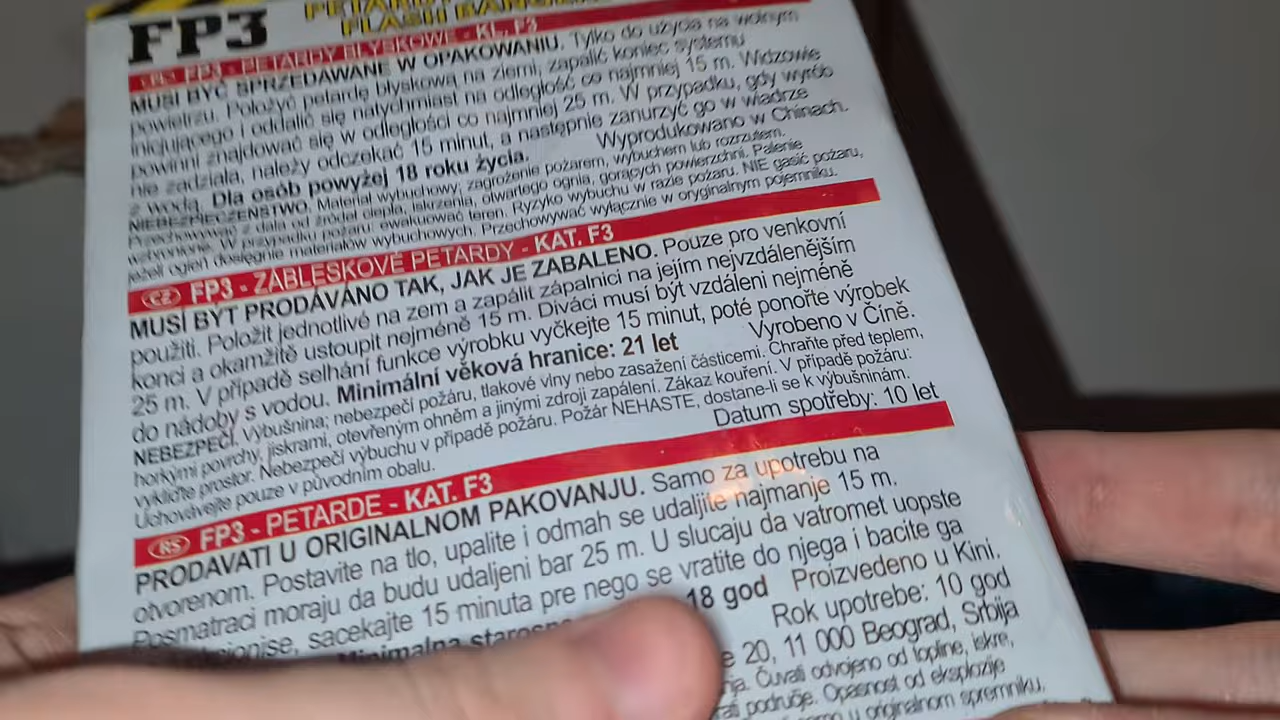 FP3
FLASH BANGER
PL FP3 - PETARDY BŁYSKOWE - KL. F3
MUSI BYĆ SPRZEDAWANE W OPAKOWANIU. Tylko do użycia na wolnym
powietrzu. Położyć petardę błyskową na ziemi; zapalić koniec systemu
inicjującego i oddalić się natychmiast na odległość co najmniej 15 m. Widzowie
powinni znajdować się w odległości co najmniej 25 m. W przypadku, gdy wyrób
nie zadziała, należy odczekać 15 minut, a następnie zanurzyć go w wiadrze
z wodą. Dla osób powyżej 18 roku życia. Wyprodukowano w Chinach.
NIEBEZPIECZEŃSTWO. Materiał wybuchowy; zagrożenie pożarem, wybuchem lub rozrzutem.
Przechowywać z dala od źródeł ciepła, iskrzenia, otwartego ognia, gorących powierzchni. Palenie
wzbronione. W przypadku pożaru: ewakuować teren. Ryzyko wybuchu w razie pożaru. NIE gasić pożaru,
jeżeli ogień dosięgnie materiałów wybuchowych. Przechowywać wyłącznie w oryginalnym pojemniku.
CZ FP3 - ZÁBLESKOVÉ PETARDY - KAT. F3
MUSÍ BÝT PRODÁVÁNO TAK, JAK JE ZABALENO. Pouze pro venkovní
použití. Položit jednotlivě na zem a zapálit zápalnici na jejím nejvzdálenějším
konci a okamžitě ustoupit nejméně 15 m. Diváci musí být vzdáleni nejméně
25 m. V případě selhání funkce výrobku vyčkejte 15 minut, poté ponořte výrobek
do nádoby s vodou. Minimální věková hranice: 21 let Vyrobeno v Číně.
NEBEZPEČÍ. Výbušnina; nebezpečí požáru, tlakové vlny nebo zasažení částicemi. Chraňte před teplem,
horkými povrchy, jiskrami, otevřeným ohněm a jinými zdroji zapálení. Zákaz kouření. V případě požáru:
vykliďte prostor. Nebezpečí výbuchu v případě požáru. Požár NEHASTE, dostane-li se k výbušninám.
Uchovávejte pouze v původním obalu. Datum spotřeby: 10 let
RS FP3 - PETARDE - KAT. F3
PRODAVATI U ORIGINALNOM PAKOVANJU. Samo za upotrebu na
otvorenom. Postavite na tlo, upalite i odmah se udaljite najmanje 15 m.
Posmatraci moraju da budu udaljeni bar 25 m. U slucaju da vatromet uopste
sacekajte 15 minuta pre nego se vratite do njega i bacite ga
Minimalna 18 god Proizvedeno u Kini.
Rok upotrebe: 10 god
20, 11 000 Beograd, Srbija
Čuvati odvojeno od topline, iskre,
područje. Opasnost od eksplozije
u originalnom spremniku.